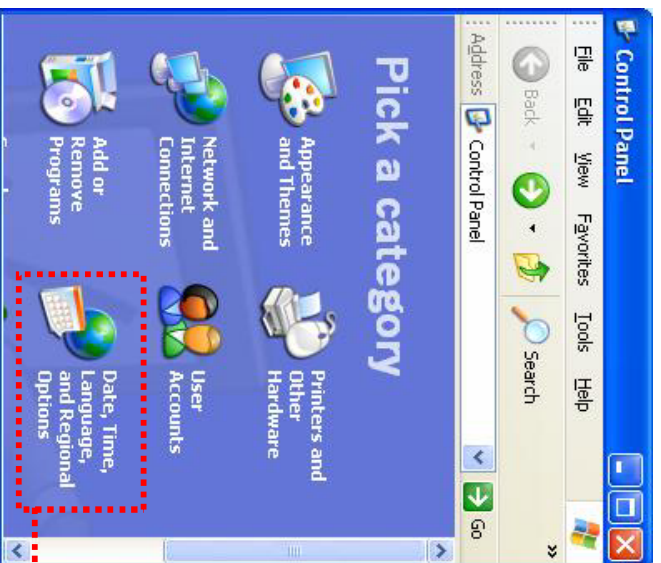 Control Panel
File Edit View Favorites Tools Help
Back Search »
Address Control Panel Go
Pick a category
Appearance
and Themes
Printers and
Other
Hardware
Network and
Internet
Connections
User
Accounts
Add or
Remove
Programs
Date, Time,
Language,
and Regional
Options